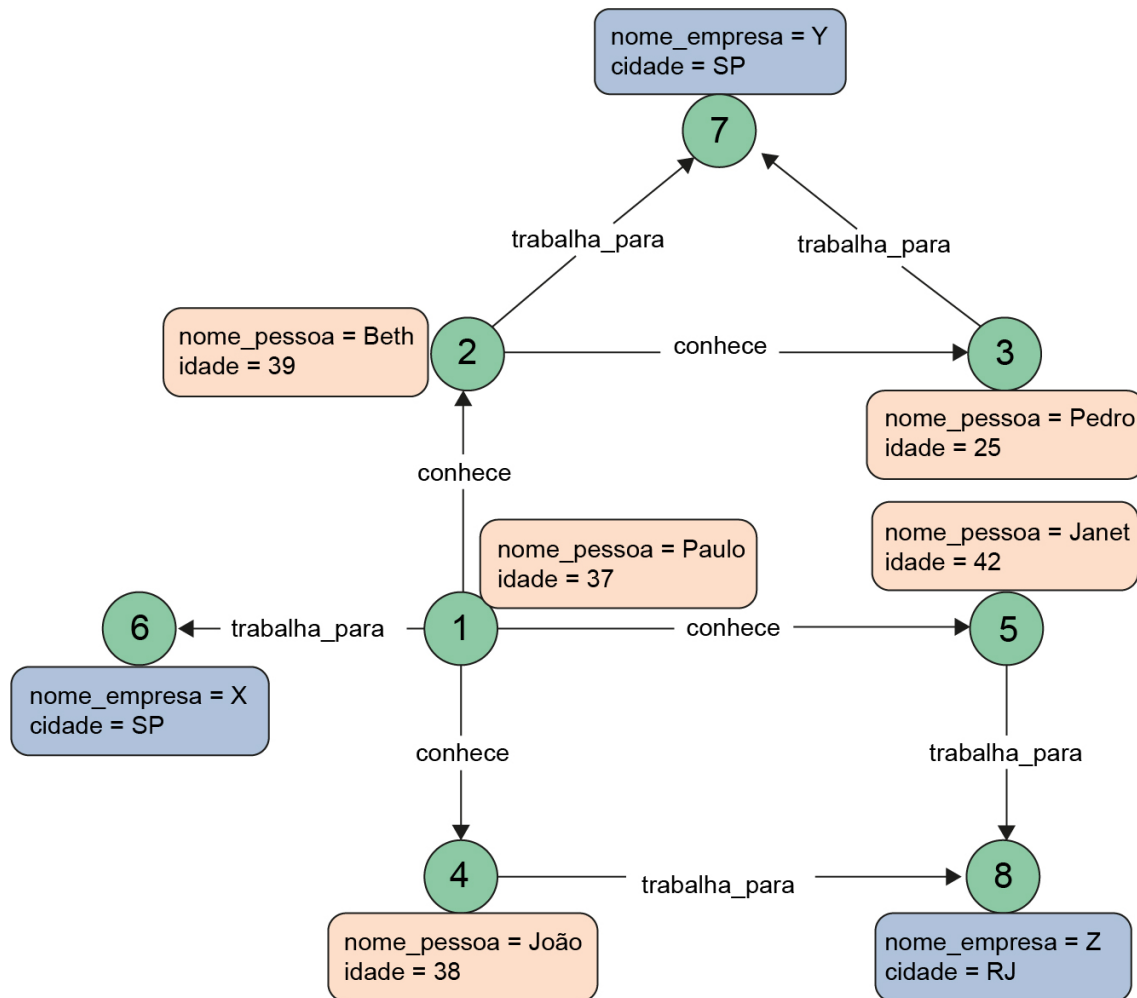 nome_empresa = Y
cidade = SP
7
trabalha_para
trabalha_para
nome_pessoa = Beth
idade = 39
2
conhece
3
nome_pessoa = Pedro
idade = 25
conhece
nome_pessoa = Paulo
idade = 37
nome_pessoa = Janet
idade = 42
6
trabalha_para
1
conhece
5
nome_empresa = X
cidade = SP
conhece
trabalha_para
4
trabalha_para
8
nome_pessoa = João
idade = 38
nome_empresa = Z
cidade = RJ